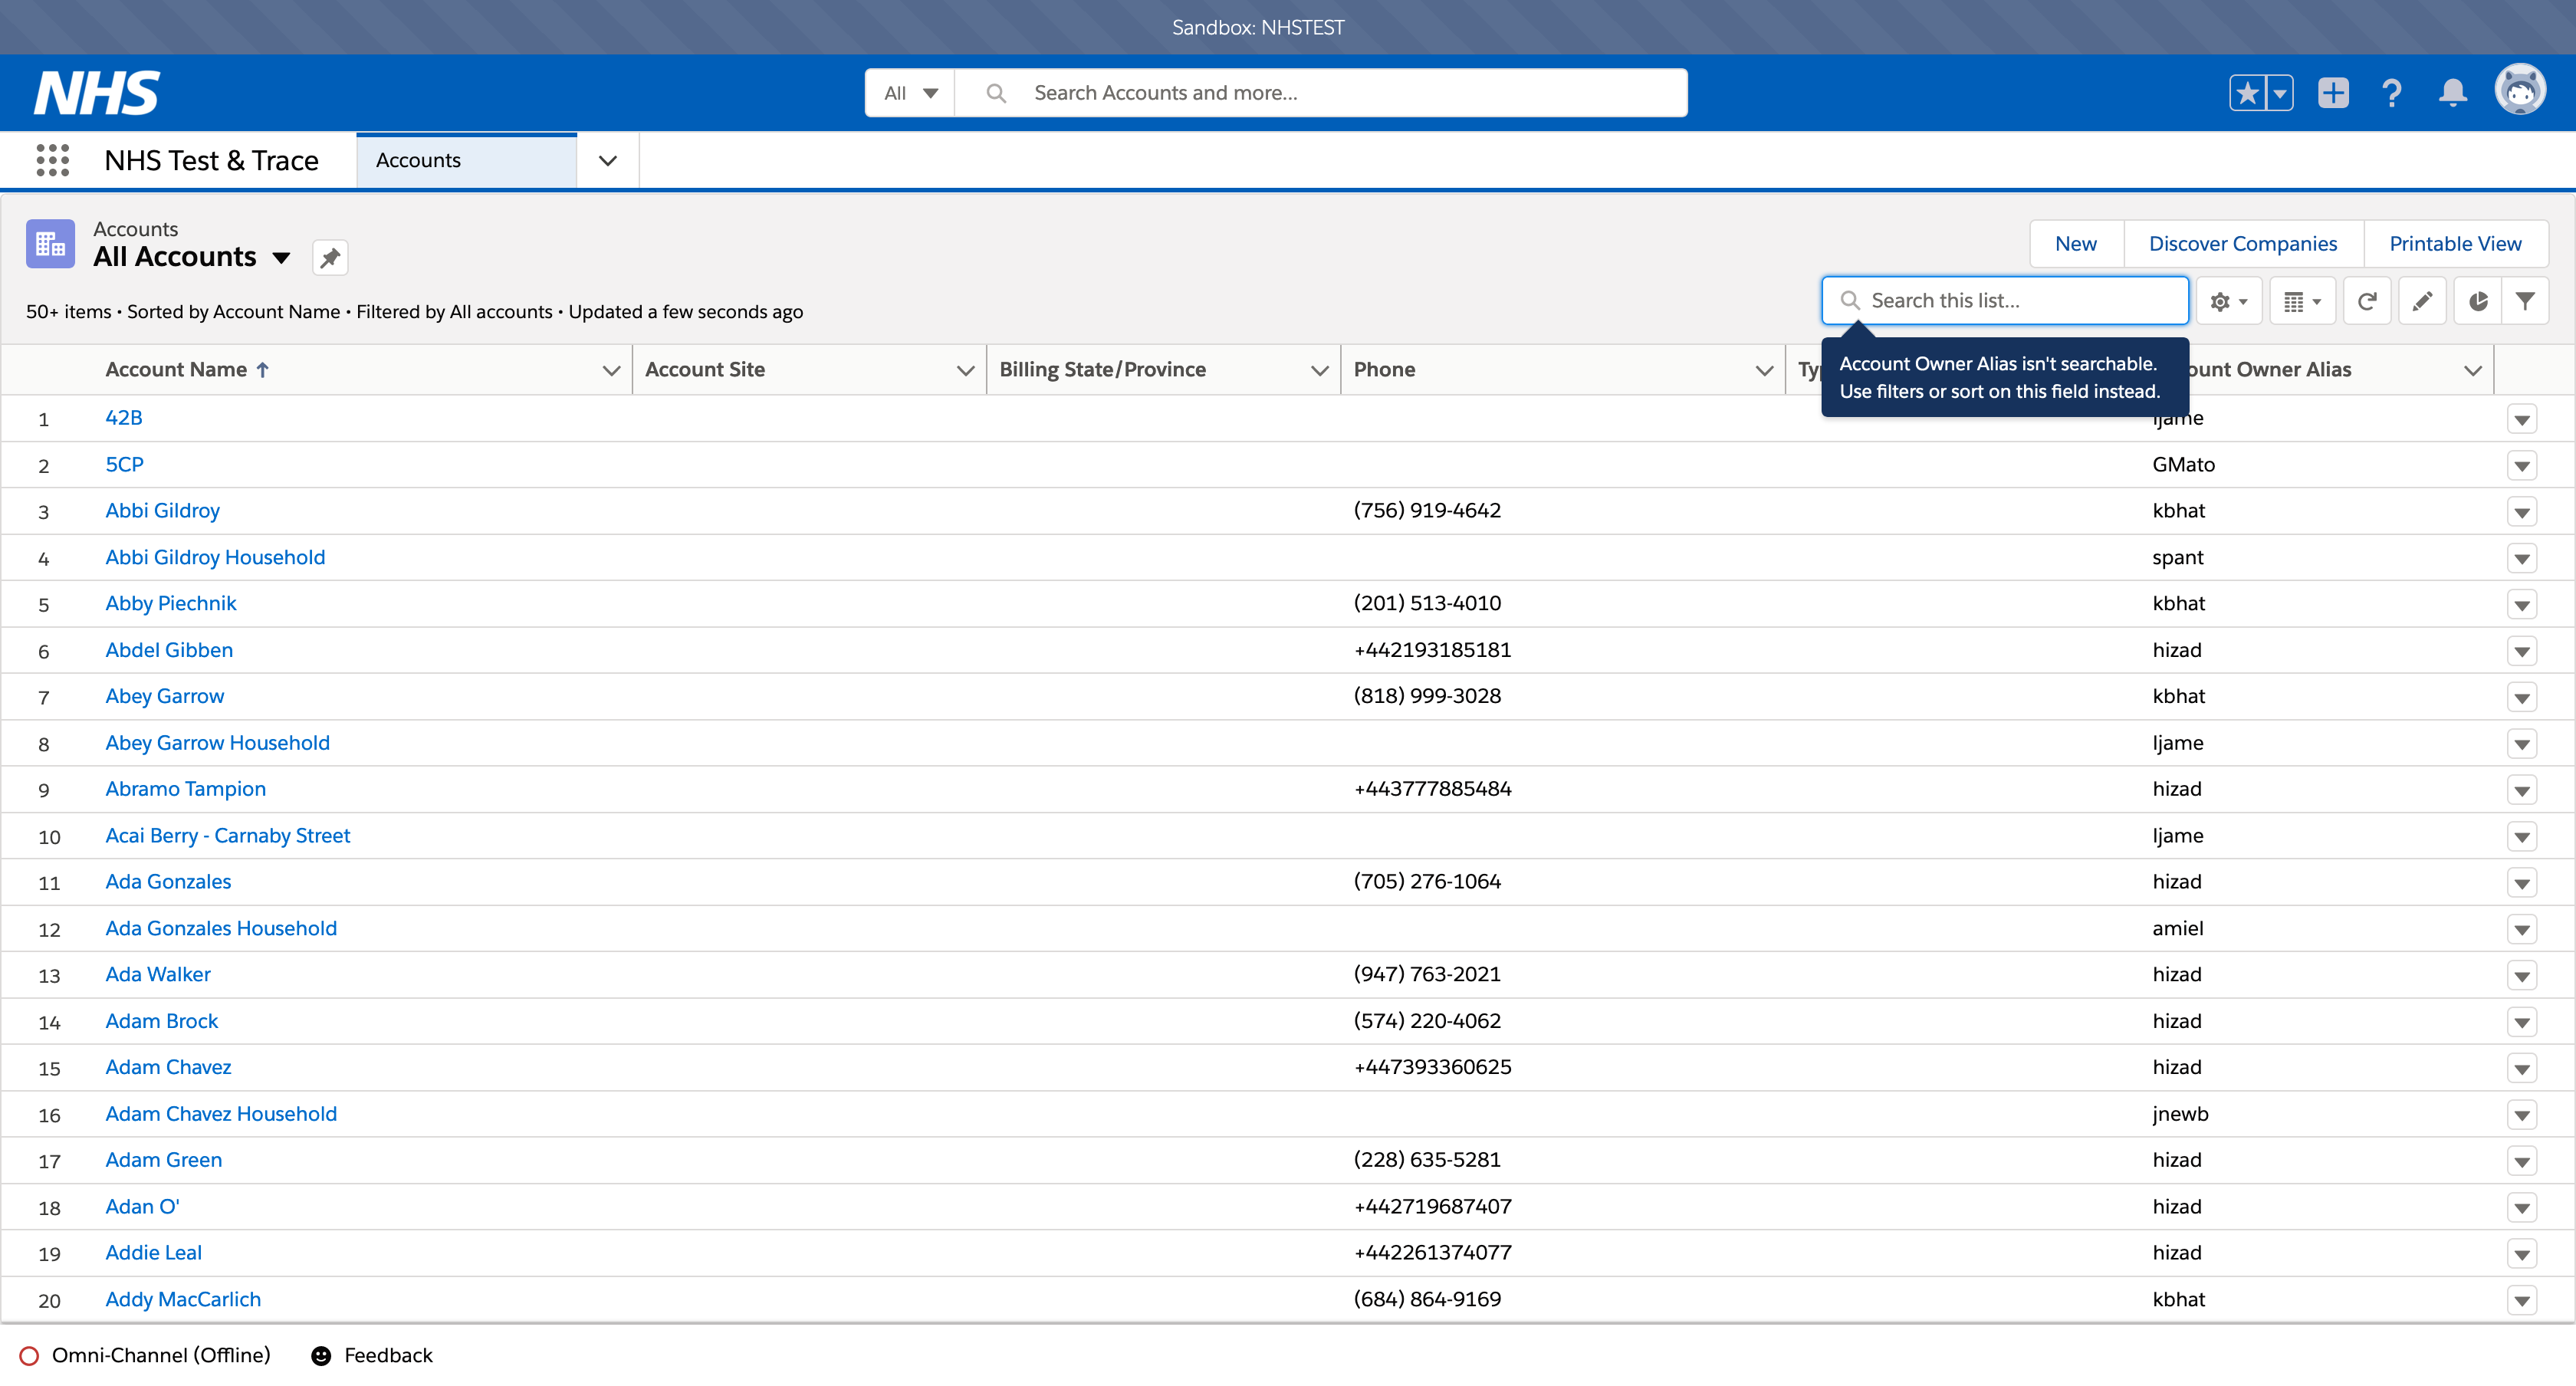 Sandbox: NHSTEST
NHS
All
Search Accounts and more...
NHS Test & Trace
Accounts
Accounts
All Accounts
New
Discover Companies
Printable View
50+ items • Sorted by Account Name • Filtered by All accounts • Updated a few seconds ago
Search this list...
Account Owner Alias isn't searchable.
Use filters or sort on this field instead.
Account Name
Account Site
Billing State/Province
Phone
Owner Alias
1 42B ljame
2 5CP GMato
3 Abbi Gildroy (756) 919-4642 kbhat
4 Abbi Gildroy Household spant
5 Abby Piechnik (201) 513-4010 kbhat
6 Abdel Gibben +442193185181 hizad
7 Abey Garrow (818) 999-3028 kbhat
8 Abey Garrow Household ljame
9 Abramo Tampion +443777885484 hizad
10 Acai Berry - Carnaby Street ljame
11 Ada Gonzales (705) 276-1064 hizad
12 Ada Gonzales Household amiel
13 Ada Walker (947) 763-2021 hizad
14 Adam Brock (574) 220-4062 hizad
15 Adam Chavez +447393360625 hizad
16 Adam Chavez Household jnewb
17 Adam Green (228) 635-5281 hizad
18 Adan O' +442719687407 hizad
19 Addie Leal +442261374077 hizad
20 Addy MacCarlich (684) 864-9169 kbhat
Omni-Channel (Offline)
Feedback